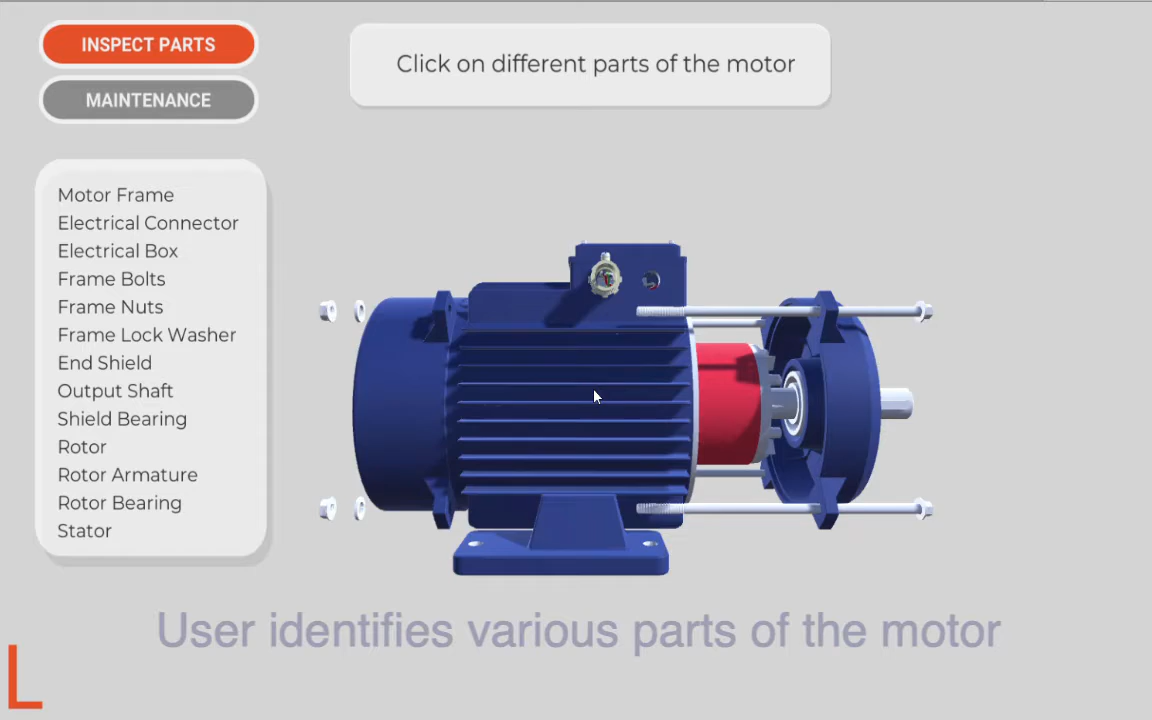 INSPECT PARTS
MAINTENANCE
Click on different parts of the motor
Motor Frame
Electrical Connector
Electrical Box
Frame Bolts
Frame Nuts
Frame Lock Washer
End Shield
Output Shaft
Shield Bearing
Rotor
Rotor Armature
Rotor Bearing
Stator
User identifies various parts of the motor
L